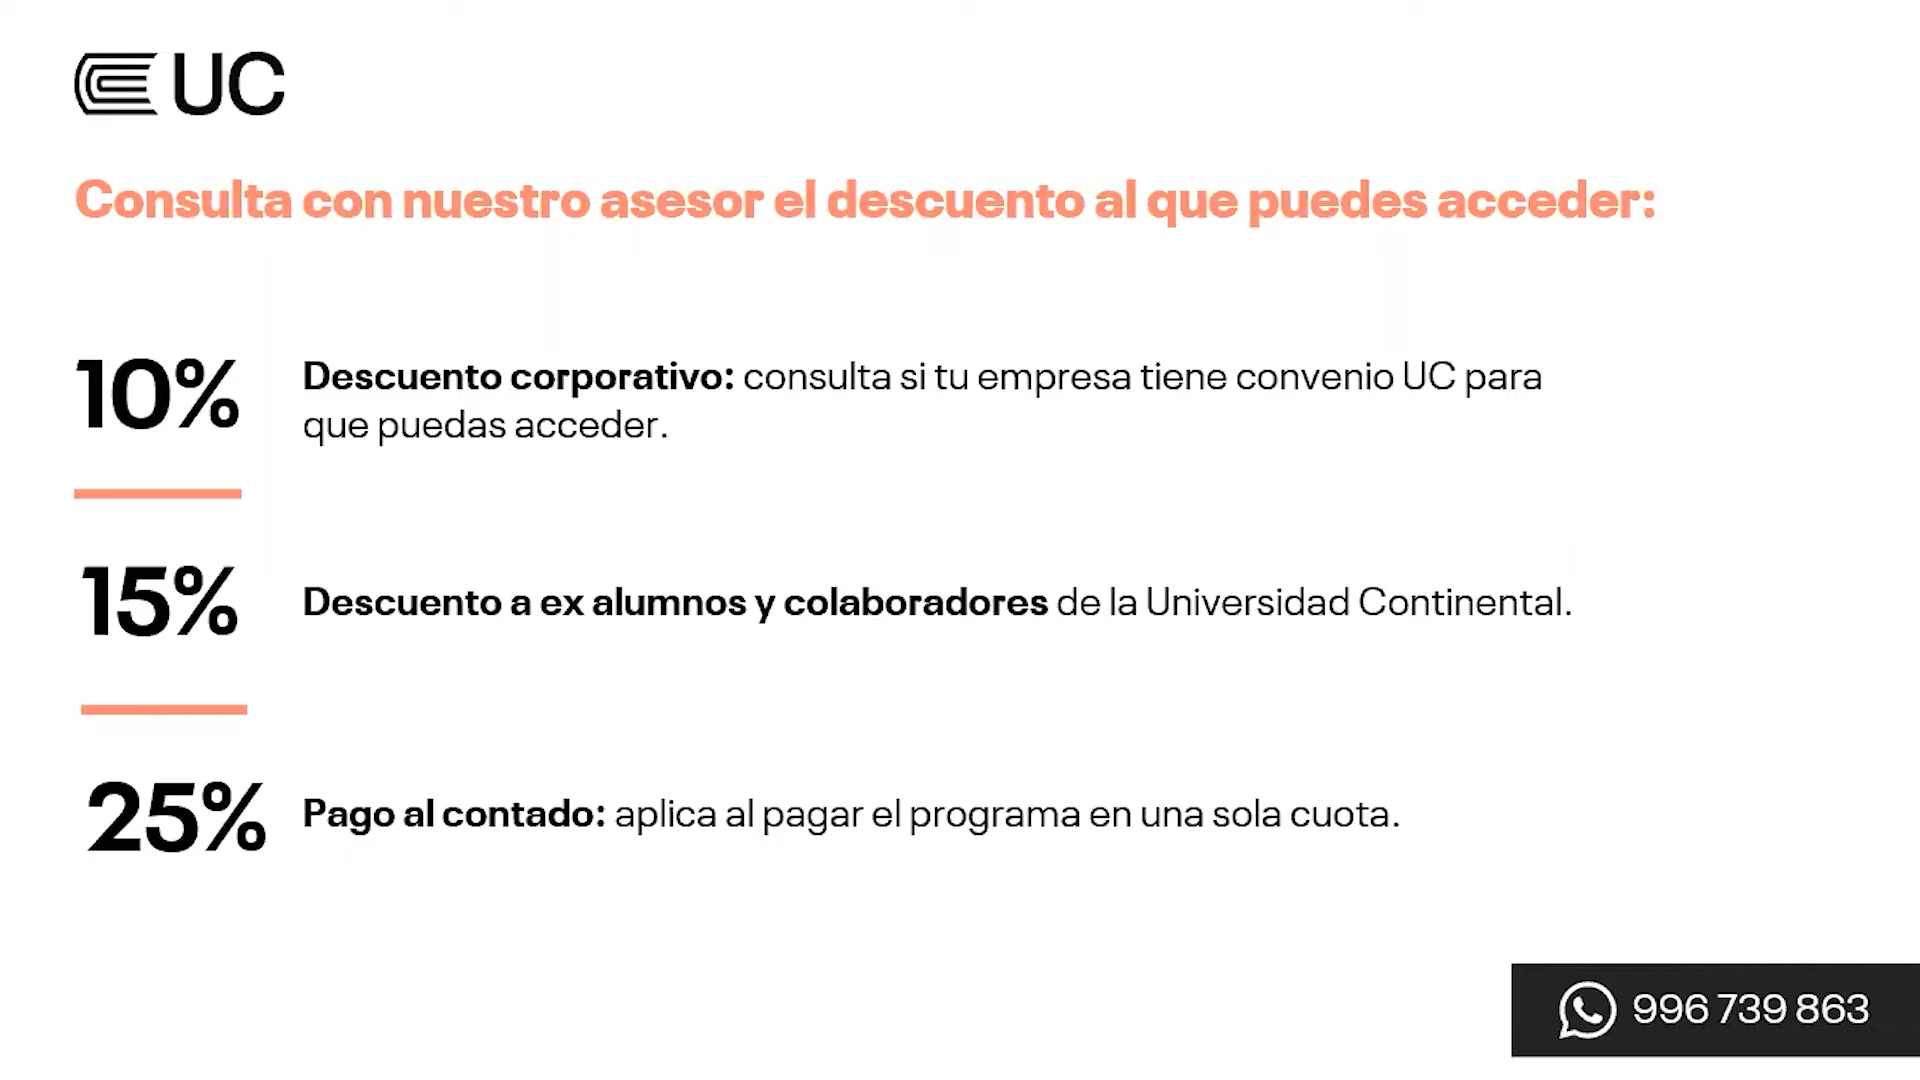 UC
Consulta con nuestro asesor el descuento al que puedes acceder:
10%
Descuento corporativo: consulta si tu empresa tiene convenio UC para
que puedas acceder.
15%
Descuento a ex alumnos y colaboradores de la Universidad Continental.
25%
Pago al contado: aplica al pagar el programa en una sola cuota.
996 739 863